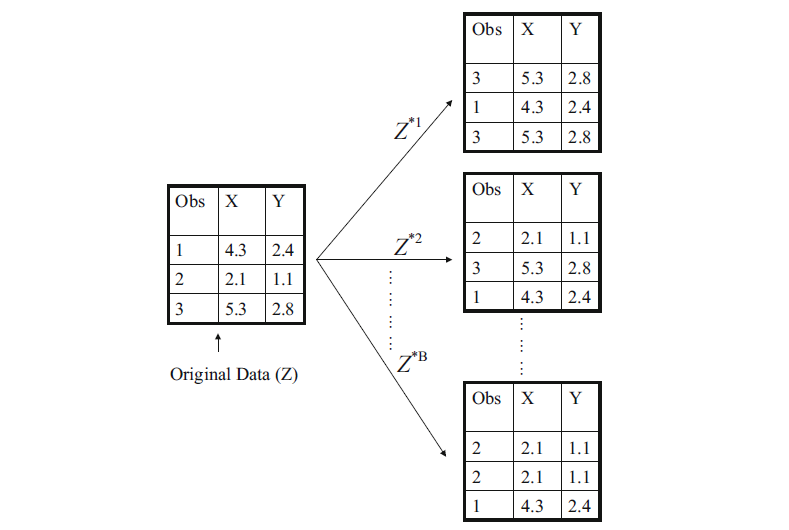 Obs X Y
3 5.3 2.8
1 4.3 2.4
3 5.3 2.8
Z*1
Obs X Y
1 4.3 2.4
2 2.1 1.1
3 5.3 2.8
Original Data (Z)
Z*2
Obs X Y
2 2.1 1.1
3 5.3 2.8
1 4.3 2.4
Z*B
Obs X Y
2 2.1 1.1
2 2.1 1.1
1 4.3 2.4